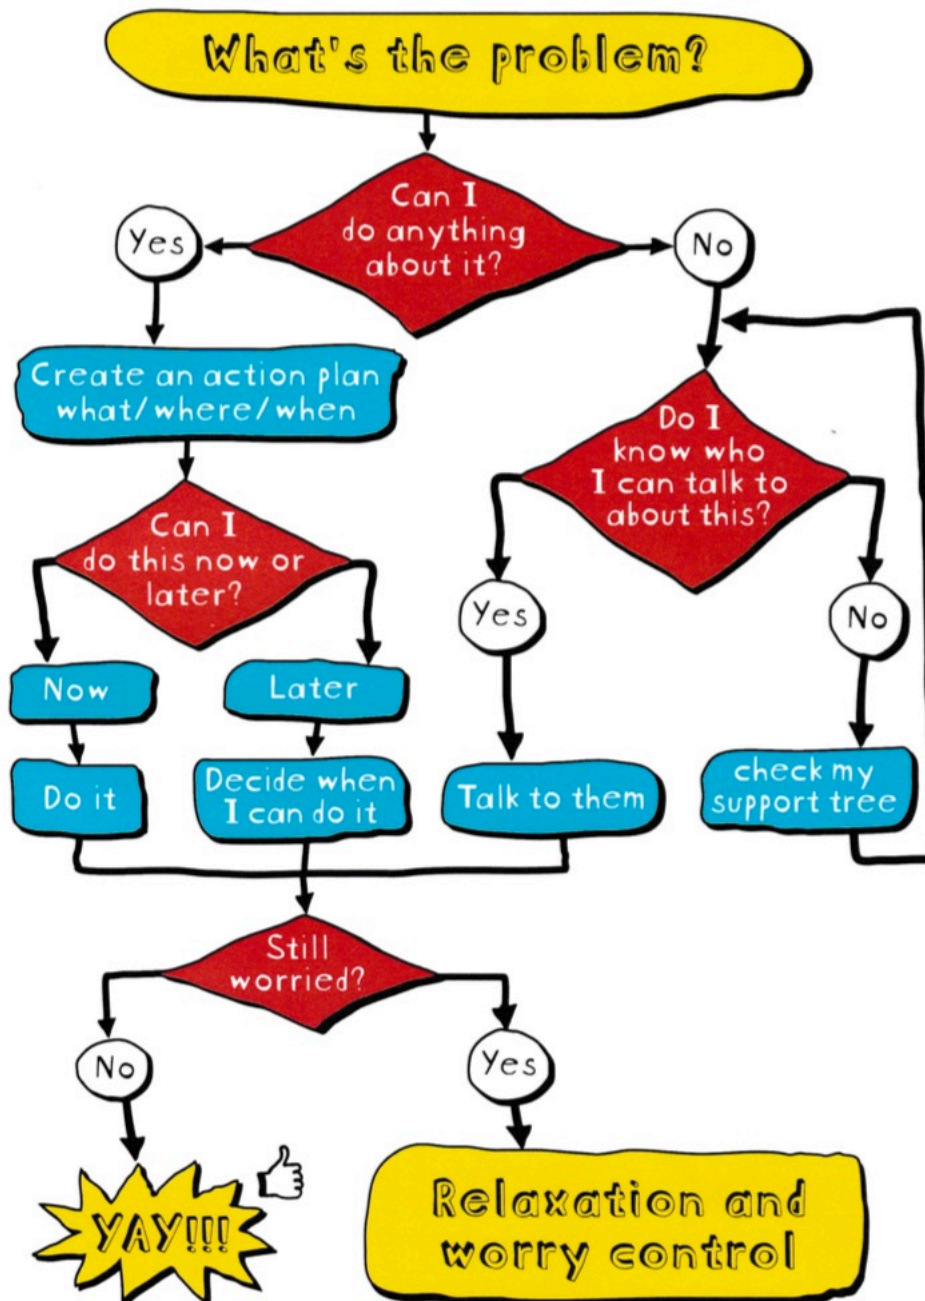 What's the problem?
Can I
do anything
about it?
Yes
No
Create an action plan
what/where/when
Do I
know who
I can talk to
about this?
Can I
do this now or
later?
Yes
No
Now
Later
Do it
Decide when
I can do it
Talk to them
check my
support tree
Still
worried?
No
Yes
YAY!!!
Relaxation and
worry control